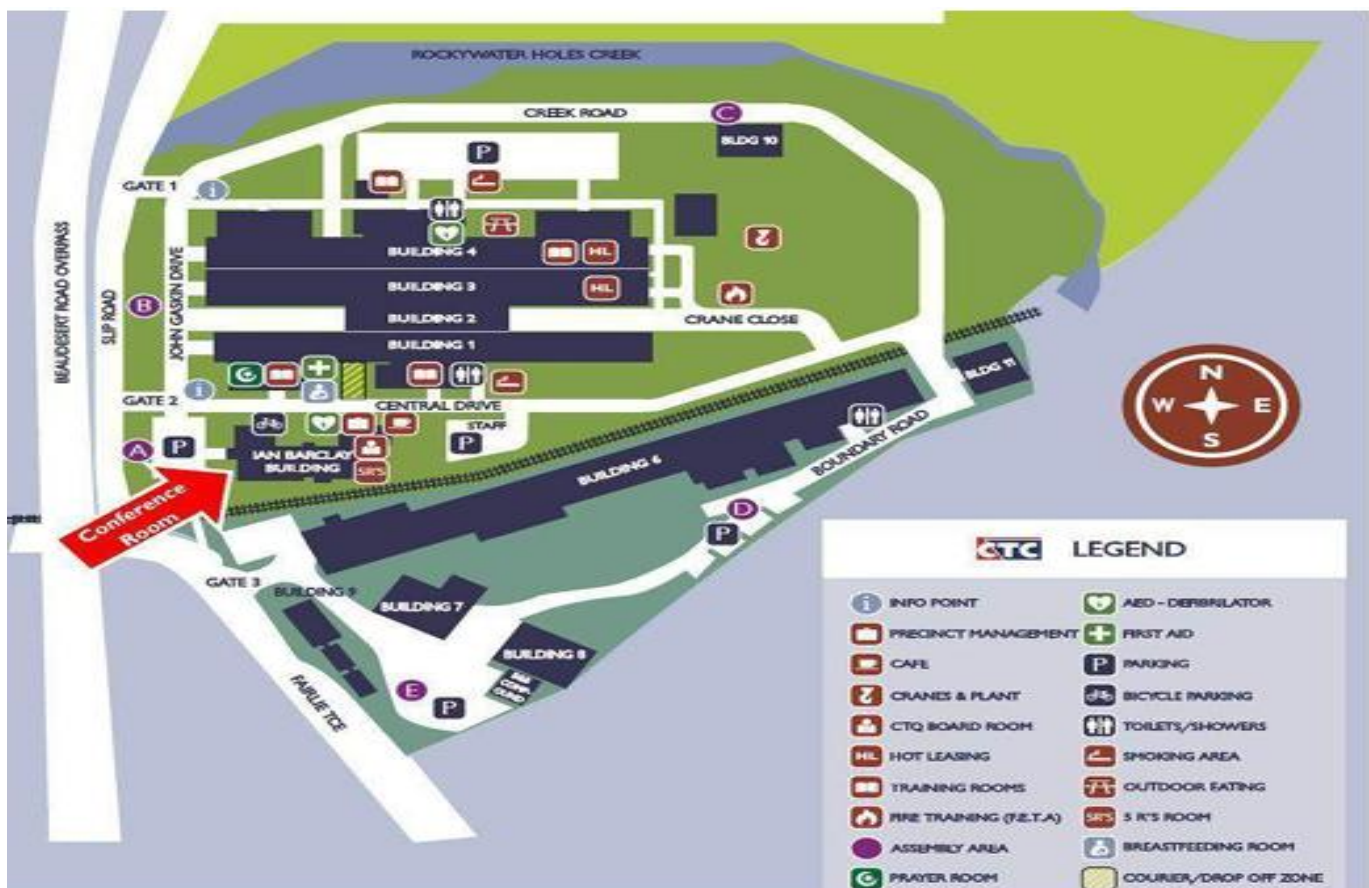 ROCKYWATER HOLES CREEK
CREEK ROAD
C
BLDG 10
P
GATE 1
i
BUILDING 4
HL
BEAUDESERT ROAD OVERPASS
SLIP ROAD
JOHN GASKIN DRIVE
B
BUILDING 3
HL
BUILDING 2
CRANE CLOSE
BUILDING 1
BLDG 11
i
GATE 2
CENTRAL DRIVE
STAFF
P
A
P
IAN BARCLAY
BUILDING
5R'S
BUILDING 6
BOUNDARY ROAD
D
P
Conference
Room
GATE 3
BUILDING 9
BUILDING 7
BUILDING 8
E
P
FAIRLIE TCE
N
W
E
S
CTC LEGEND
i INFO POINT
PRECINCT MANAGEMENT
CAFE
CRANES & PLANT
CTQ BOARD ROOM
HL HOT LEASING
TRAINING ROOMS
FIRE TRAINING (F.E.T.A)
ASSEMBLY AREA
PRAYER ROOM
AED - DEFIBRILATOR
FIRST AID
P PARKING
BICYCLE PARKING
TOILETS/SHOWERS
SMOKING AREA
OUTDOOR EATING
5R'S 5 R'S ROOM
BREASTFEEDING ROOM
COURIER/DROP OFF ZONE